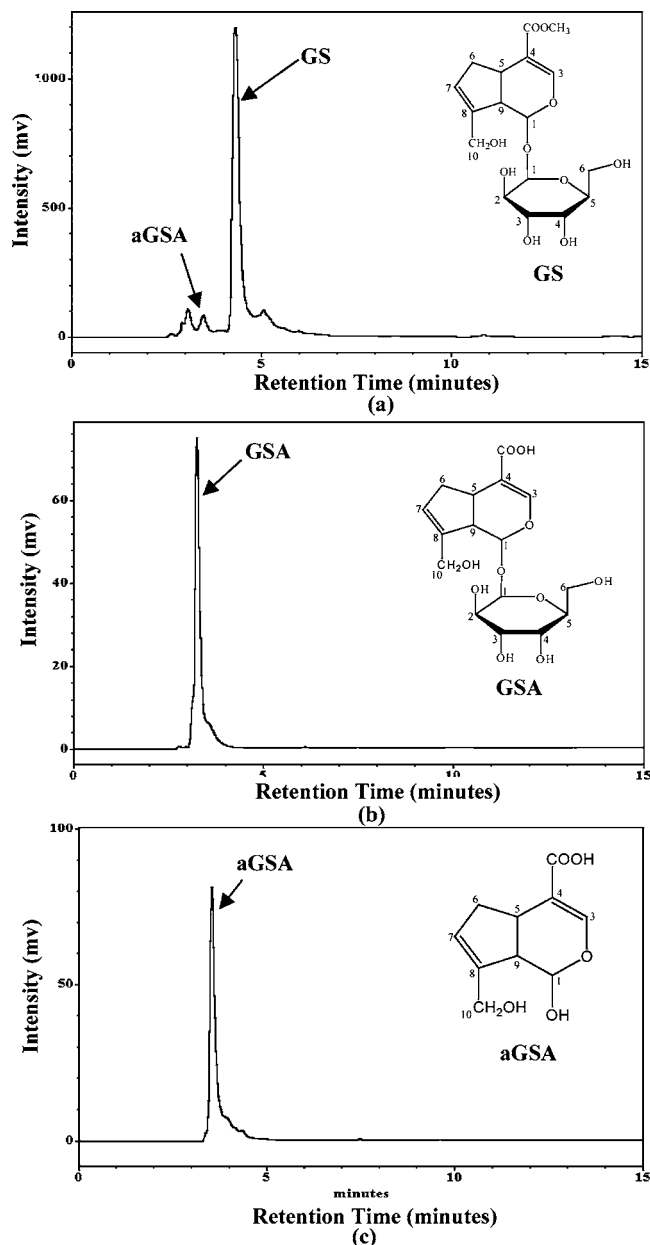 1000
500
0
Intensity (mv)
aGSA
GS
COOCH3
6
5
4
3
7
8
9
O
1
CH2OH
10
O
OH
1
O
6
OH
2
3
4
5
OH
OH
GS
0
5
10
15
Retention Time (minutes)
(a)
60
40
20
0
Intensity (mv)
GSA
COOH
6
5
4
3
7
8
9
O
1
CH2OH
10
O
OH
1
O
6
OH
2
3
4
5
OH
OH
GSA
0
5
10
15
Retention Time (minutes)
(b)
100
50
0
Intensity (mv)
aGSA
COOH
6
5
4
3
7
8
9
O
1
CH2OH
10
OH
aGSA
0
5
10
15
minutes
Retention Time (minutes)
(c)